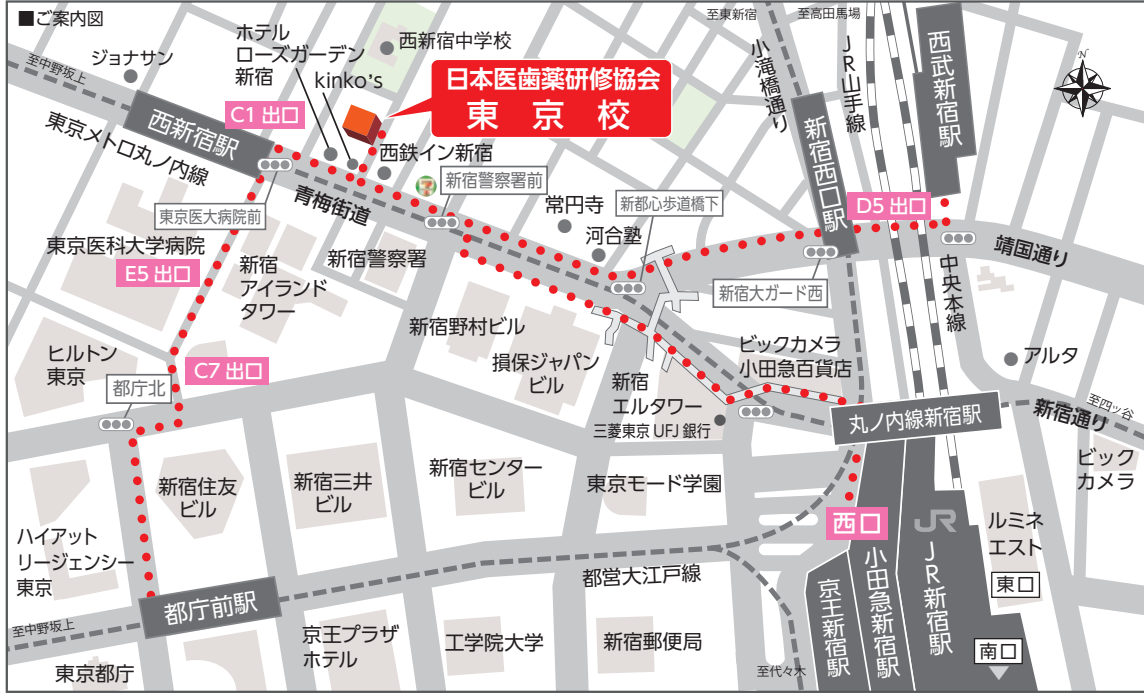 ■ご案内図
至東新宿
至高田馬場
ホテル
ローズガーデン
新宿
西新宿中学校
ジョナサン
至中野坂上
kinko's
日本医歯薬研修協会
東京校
小滝橋通り
JR山手線
西武新宿駅
N
C1 出口
西新宿駅
東京メトロ丸ノ内線
西鉄イン新宿
新宿警察署前
新宿西口駅
青梅街道
常円寺
新都心歩道橋下
D5 出口
東京医大病院前
河合塾
靖国通り
東京医科大学病院
E5 出口
新宿
アイランド
タワー
新宿警察署
新宿大ガード西
中央本線
新宿野村ビル
ヒルトン
東京
C7 出口
損保ジャパン
ビル
ビックカメラ
小田急百貨店
アルタ
都庁北
新宿
エルタワー
三菱東京UFJ銀行
丸ノ内線新宿駅
至四ツ谷
新宿通り
ビック
カメラ
新宿住友
ビル
新宿三井
ビル
新宿センター
ビル
東京モード学園
西口
JR
ルミネ
エスト
ハイアット
リージェンシー
東京
都営大江戸線
東口
都庁前駅
京王新宿駅
小田急新宿駅
JR新宿駅
至中野坂上
京王プラザ
ホテル
工学院大学
新宿郵便局
南口
東京都庁
至代々木